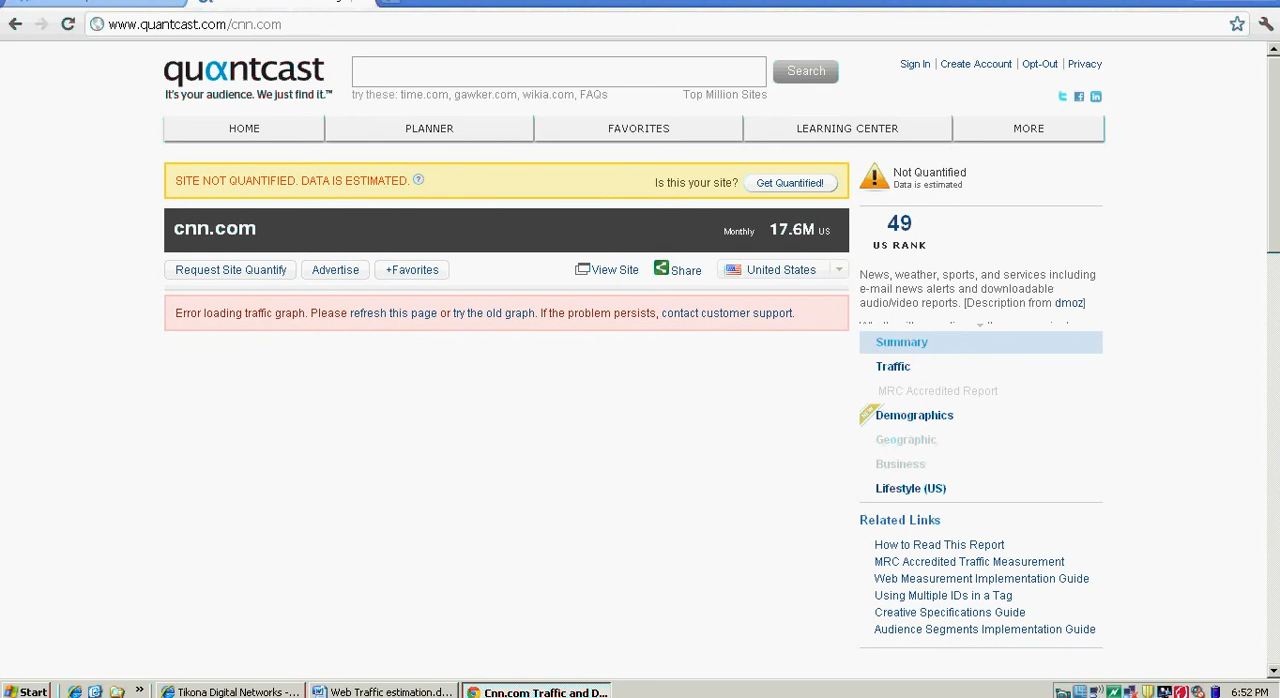 www.quantcast.com/cnn.com
quantcast
It's your audience. We just find it.™
Search
try these: time.com, gawker.com, wikia.com, FAQs
Top Million Sites
Sign In | Create Account | Opt-Out | Privacy
HOME
PLANNER
FAVORITES
LEARNING CENTER
MORE
SITE NOT QUANTIFIED. DATA IS ESTIMATED. ?
Is this your site? Get Quantified!
cnn.com
Monthly 17.6M US
Request Site Quantify
Advertise
+Favorites
View Site
Share
United States
Error loading traffic graph. Please refresh this page or try the old graph. If the problem persists, contact customer support.
Not Quantified
Data is estimated
49
US RANK
News, weather, sports, and services including
e-mail news alerts and downloadable
audio/video reports. [Description from dmoz]
Summary
Traffic
MRC Accredited Report
Demographics
Geographic
Business
Lifestyle (US)
Related Links
How to Read This Report
MRC Accredited Traffic Measurement
Web Measurement Implementation Guide
Using Multiple IDs in a Tag
Creative Specifications Guide
Audience Segments Implementation Guide
Start
Tikona Digital Networks -...
Web Traffic estimation.d...
Cnn.com Traffic and D...
6:52 PM